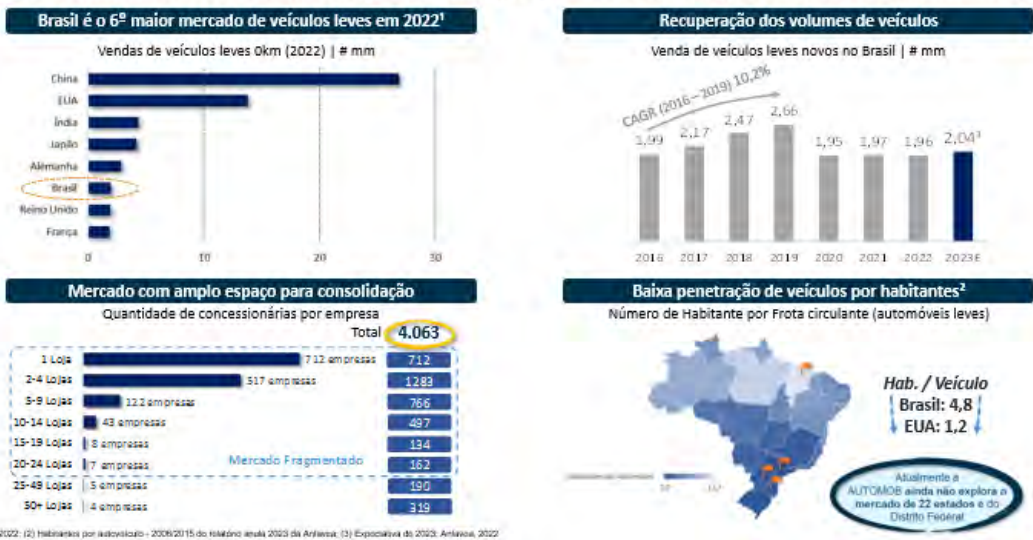 Brasil é o 6º maior mercado de veículos leves em 2022¹
Vendas de veículos leves 0km (2022) | # mm
China
EUA
Índia
Japão
Alemanha
Brasil
Reino Unido
França
0
10
20
30
Recuperação dos volumes de veículos
Venda de veículos leves novos no Brasil | # mm
CAGR (2016 – 2019) 10,2%
1,99
2,17
2,47
2,66
1,95
1,97
1,96
2,04³
2016
2017
2018
2019
2020
2021
2022
2023E
Mercado com amplo espaço para consolidação
Quantidade de concessionárias por empresa
Total 4.063
1 Loja 712 empresas 712
2-4 Lojas 517 empresas 1283
5-9 Lojas 122 empresas 766
10-14 Lojas 43 empresas 497
15-19 Lojas 8 empresas 134
20-24 Lojas 7 empresas 162
Mercado Fragmentado
25-49 Lojas 5 empresas 190
50+ Lojas 4 empresas 319
Baixa penetração de veículos por habitantes²
Número de Habitante por Frota circulante (automóveis leves)
Hab. / Veículo
Brasil: 4,8
EUA: 1,2
Atualmente a
AUTOMOB ainda não explora o
mercado de 22 estados e do
Distrito Federal
2022; (2) Habitantes por autoveículo - 2006/2015 do relatório anual 2023 da Anfavea; (3) Expectativa de 2023; Anfavea, 2022